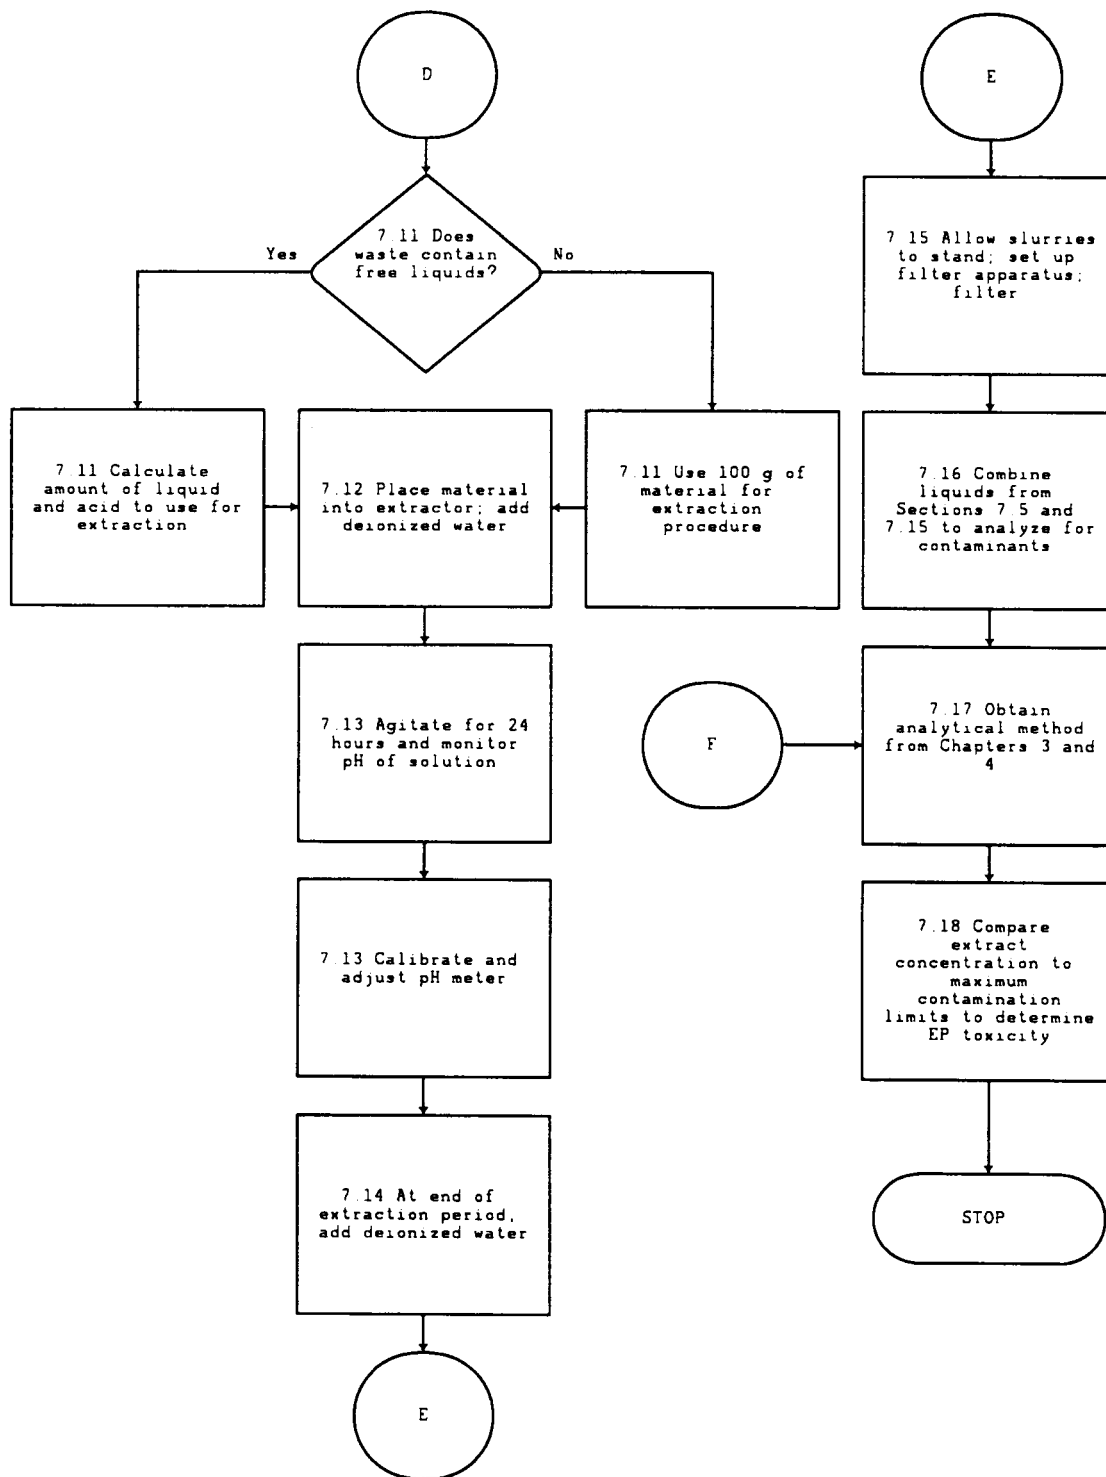 D
7.11 Does
waste contain
free liquids?
Yes
No
7.11 Calculate
amount of liquid
and acid to use for
extraction
7.12 Place material
into extractor; add
deionized water
7.11 Use 100 g of
material for
extraction
procedure
7.13 Agitate for 24
hours and monitor
pH of solution
7.13 Calibrate and
adjust pH meter
7.14 At end of
extraction period,
add deionized water
E
E
7.15 Allow slurries
to stand; set up
filter apparatus;
filter
7.16 Combine
liquids from
Sections 7.5 and
7.15 to analyze for
contaminants
F
7.17 Obtain
analytical method
from Chapters 3 and
4
7.18 Compare
extract
concentration to
maximum
contamination
limits to determine
EP toxicity
STOP